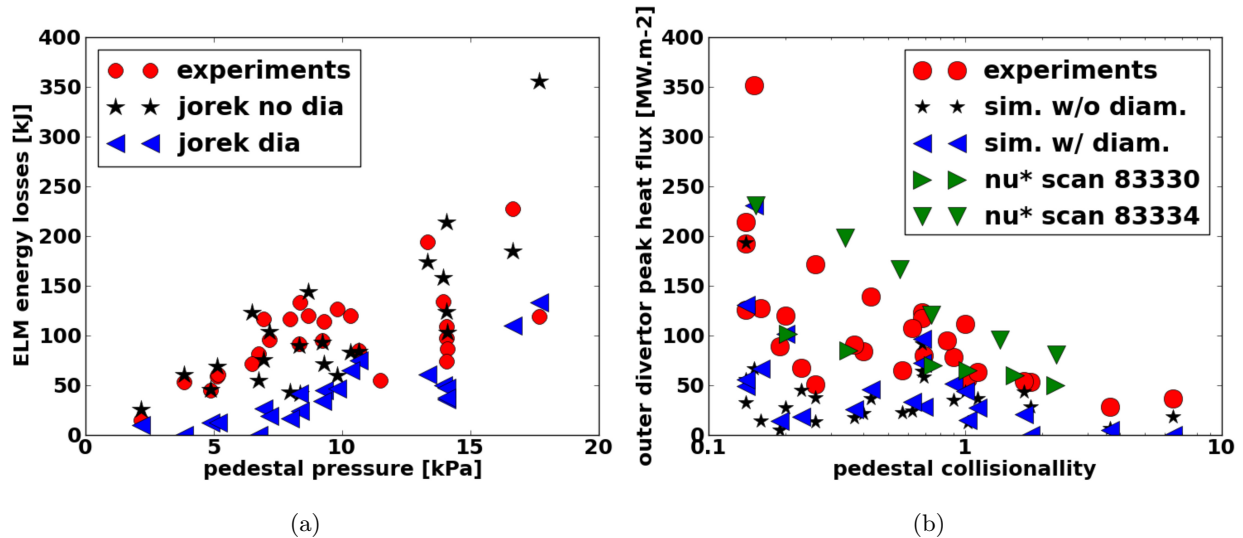 400
350
300
250
200
150
100
50
0
ELM energy losses [kJ]
experiments
jorek no dia
jorek dia
0
5
10
15
20
pedestal pressure [kPa]
(a)
400
350
300
250
200
150
100
50
0
outer divertor peak heat flux [MW.m-2]
experiments
sim. w/o diam.
sim. w/ diam.
nu* scan 83330
nu* scan 83334
0.1
1
10
pedestal collisionallity
(b)